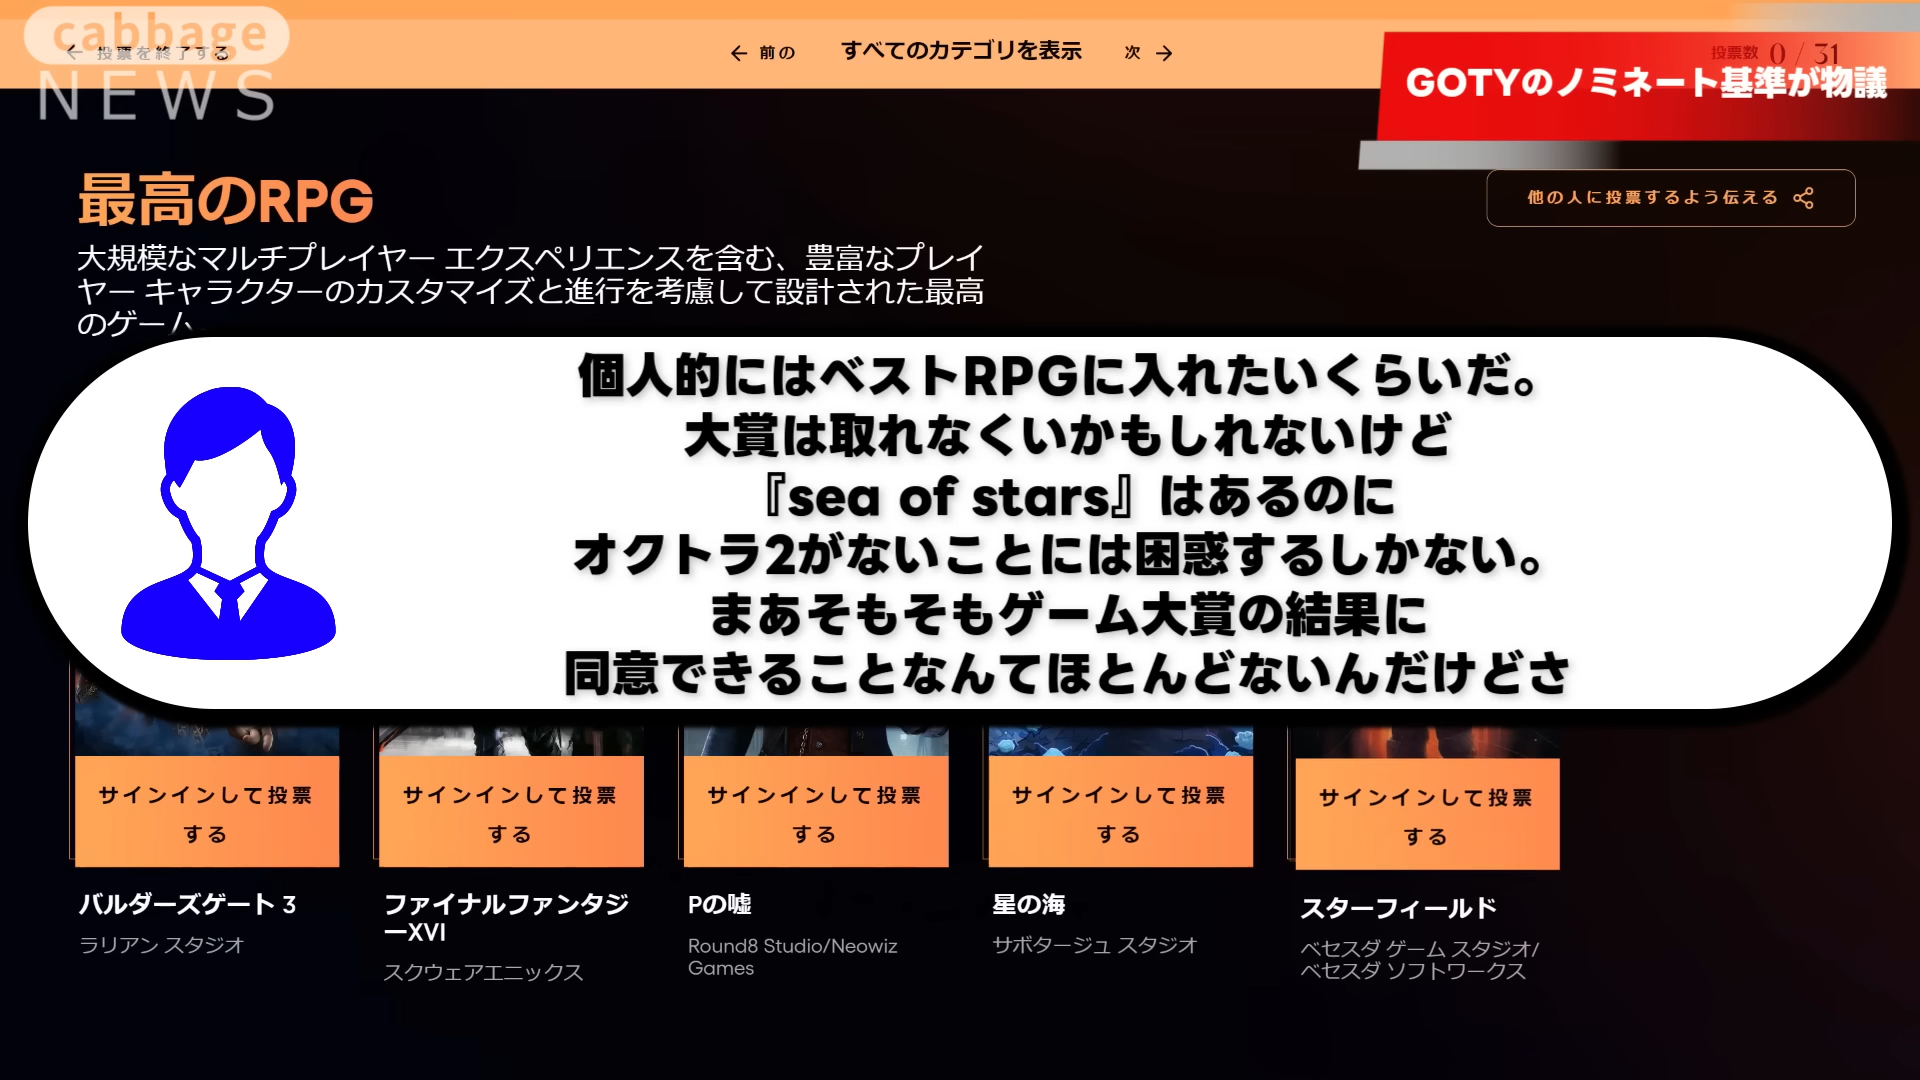 cabbage
NEWS
← 投票を終了する
← 前の
すべてのカテゴリを表示
次 →
投票数 0 / 31
GOTYのノミネート基準が物議
最高のRPG
他の人に投票するよう伝える
大規模なマルチプレイヤー エクスペリエンスを含む、豊富なプレイ
ヤー キャラクターのカスタマイズと進行を考慮して設計された最高
のゲーム。
個人的にはベストRPGに入れたいくらいだ。
大賞は取れなくいかもしれないけど
『sea of stars』はあるのに
オクトラ2がないことには困惑するしかない。
まあそもそもゲーム大賞の結果に
同意できることなんてほとんどないんだけどさ
サインインして投票
する
サインインして投票
する
サインインして投票
する
サインインして投票
する
サインインして投票
する
バルダーズゲート 3
ラリアン スタジオ
ファイナルファンタジ
ーXVI
スクウェアエニックス
Pの嘘
Round8 Studio/Neowiz
Games
星の海
サボタージュ スタジオ
スターフィールド
ベセスダ ゲーム スタジオ/
ベセスダ ソフトワークス